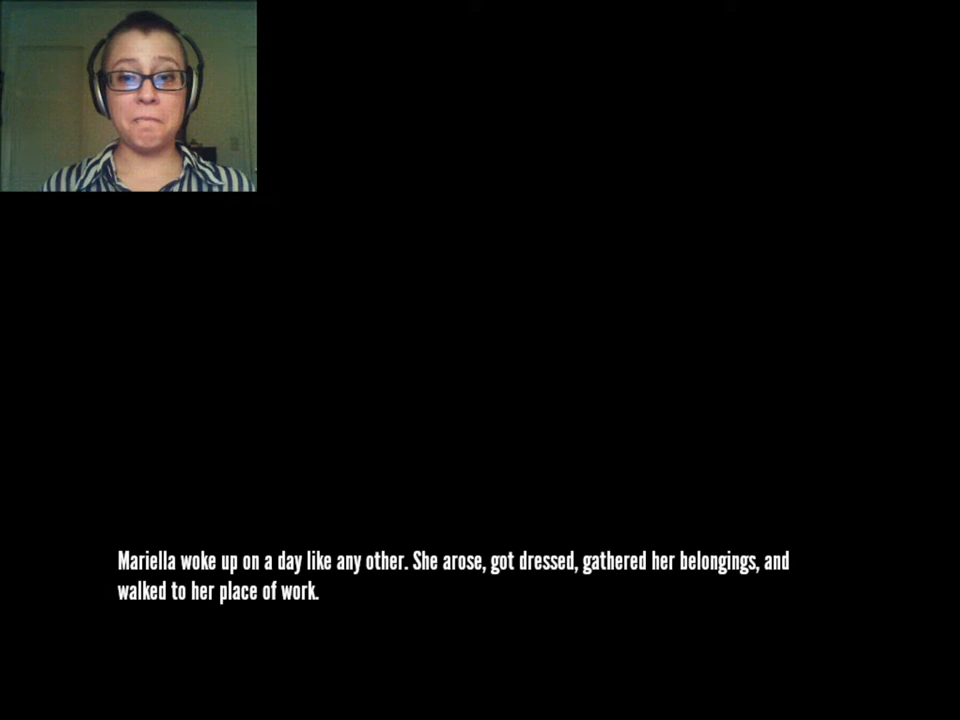 Mariella woke up on a day like any other. She arose, got dressed, gathered her belongings, and
walked to her place of work.